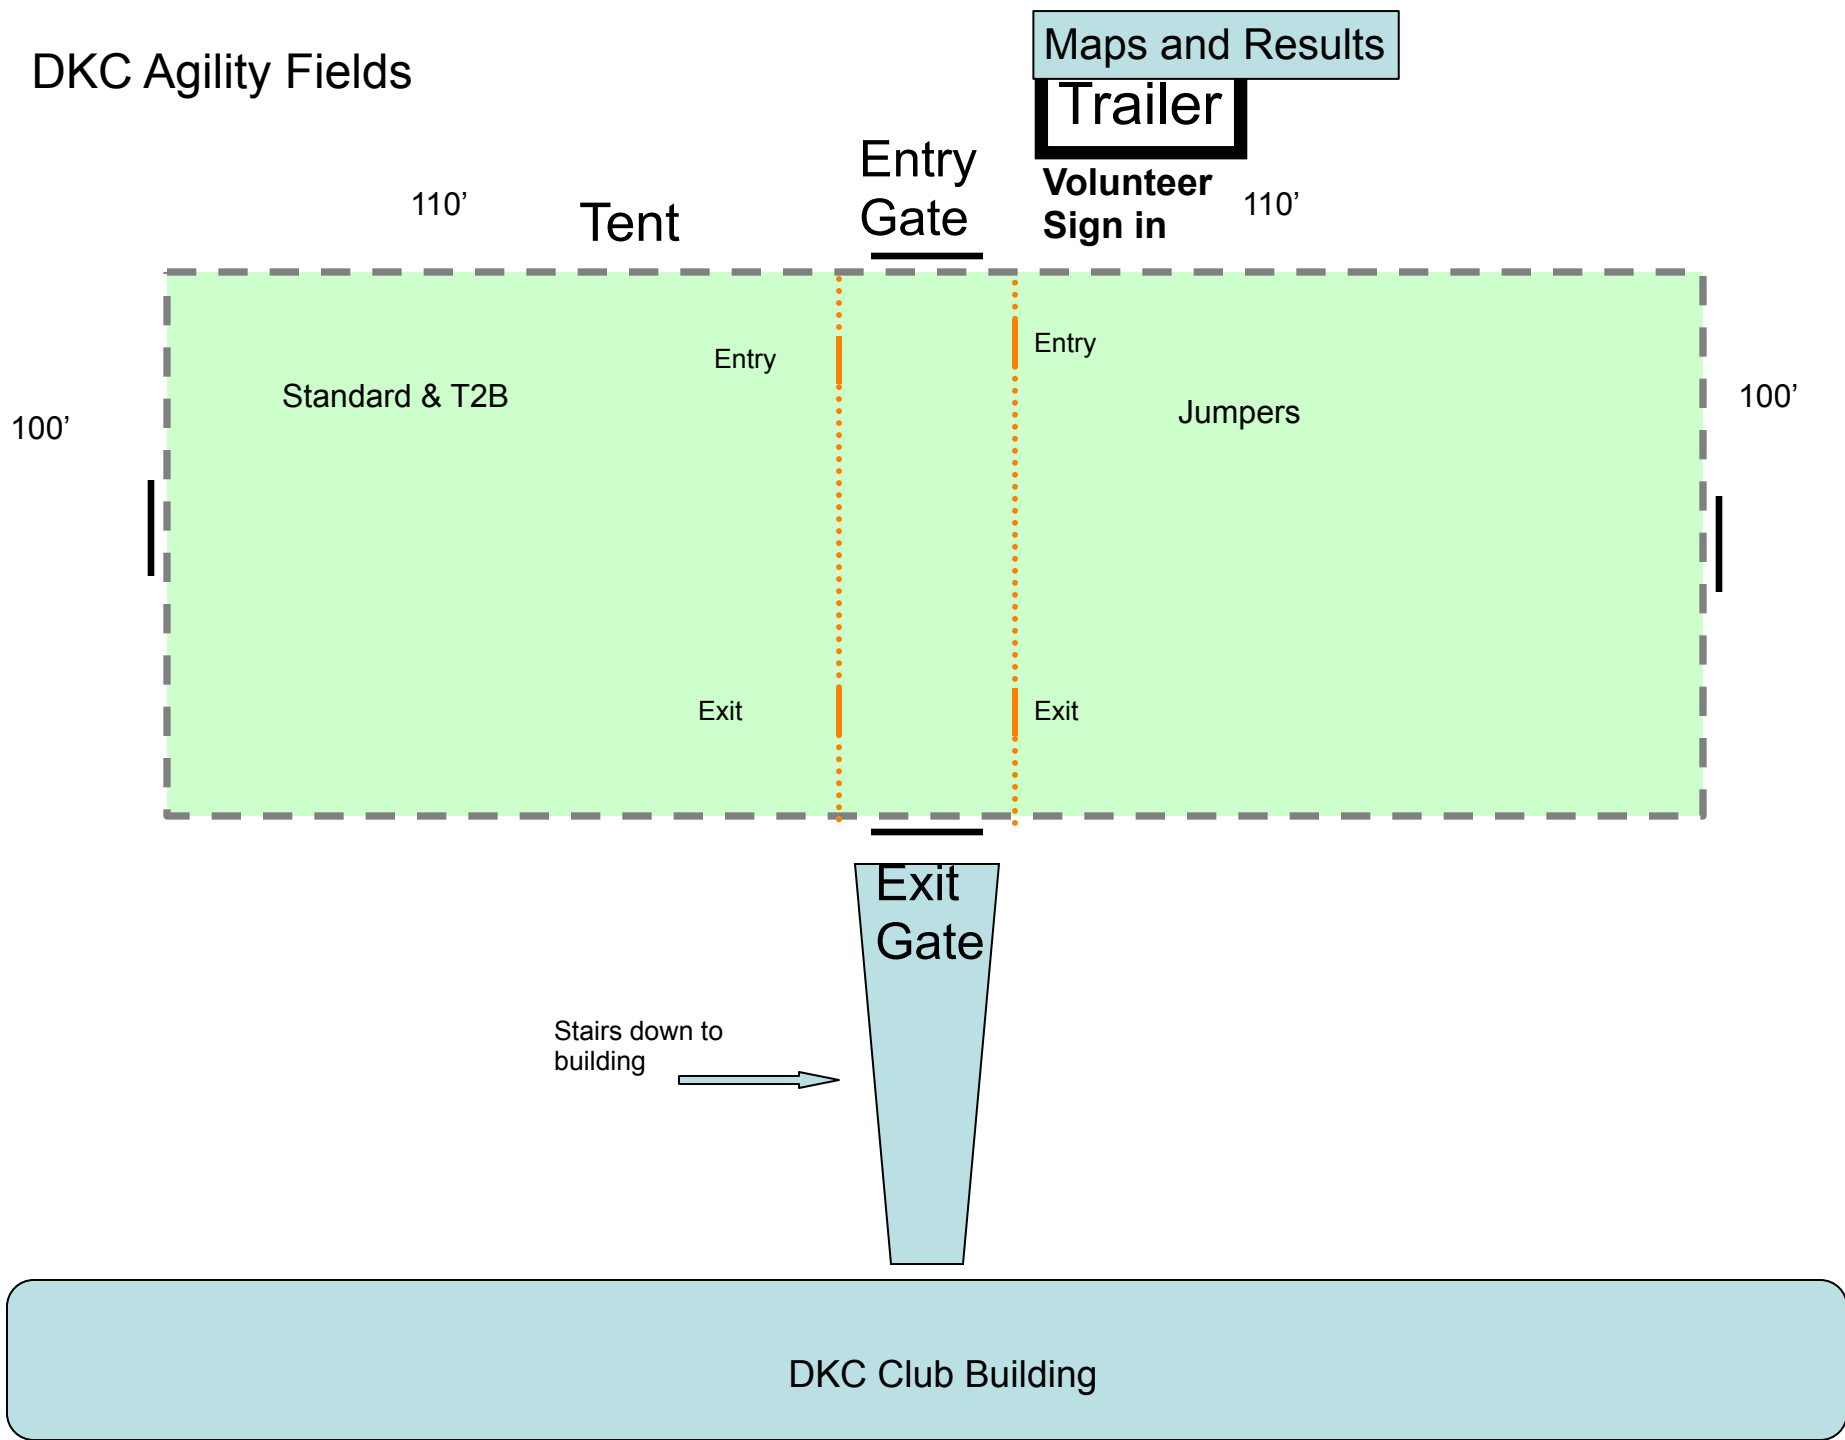 DKC Agility Fields
Maps and Results
Trailer
Entry
Gate
Volunteer
Sign in
110’
Tent
110’
Entry
Entry
Standard & T2B
Jumpers
100’
100’
Exit
Exit
Exit
Gate
Stairs down to
building
DKC Club Building